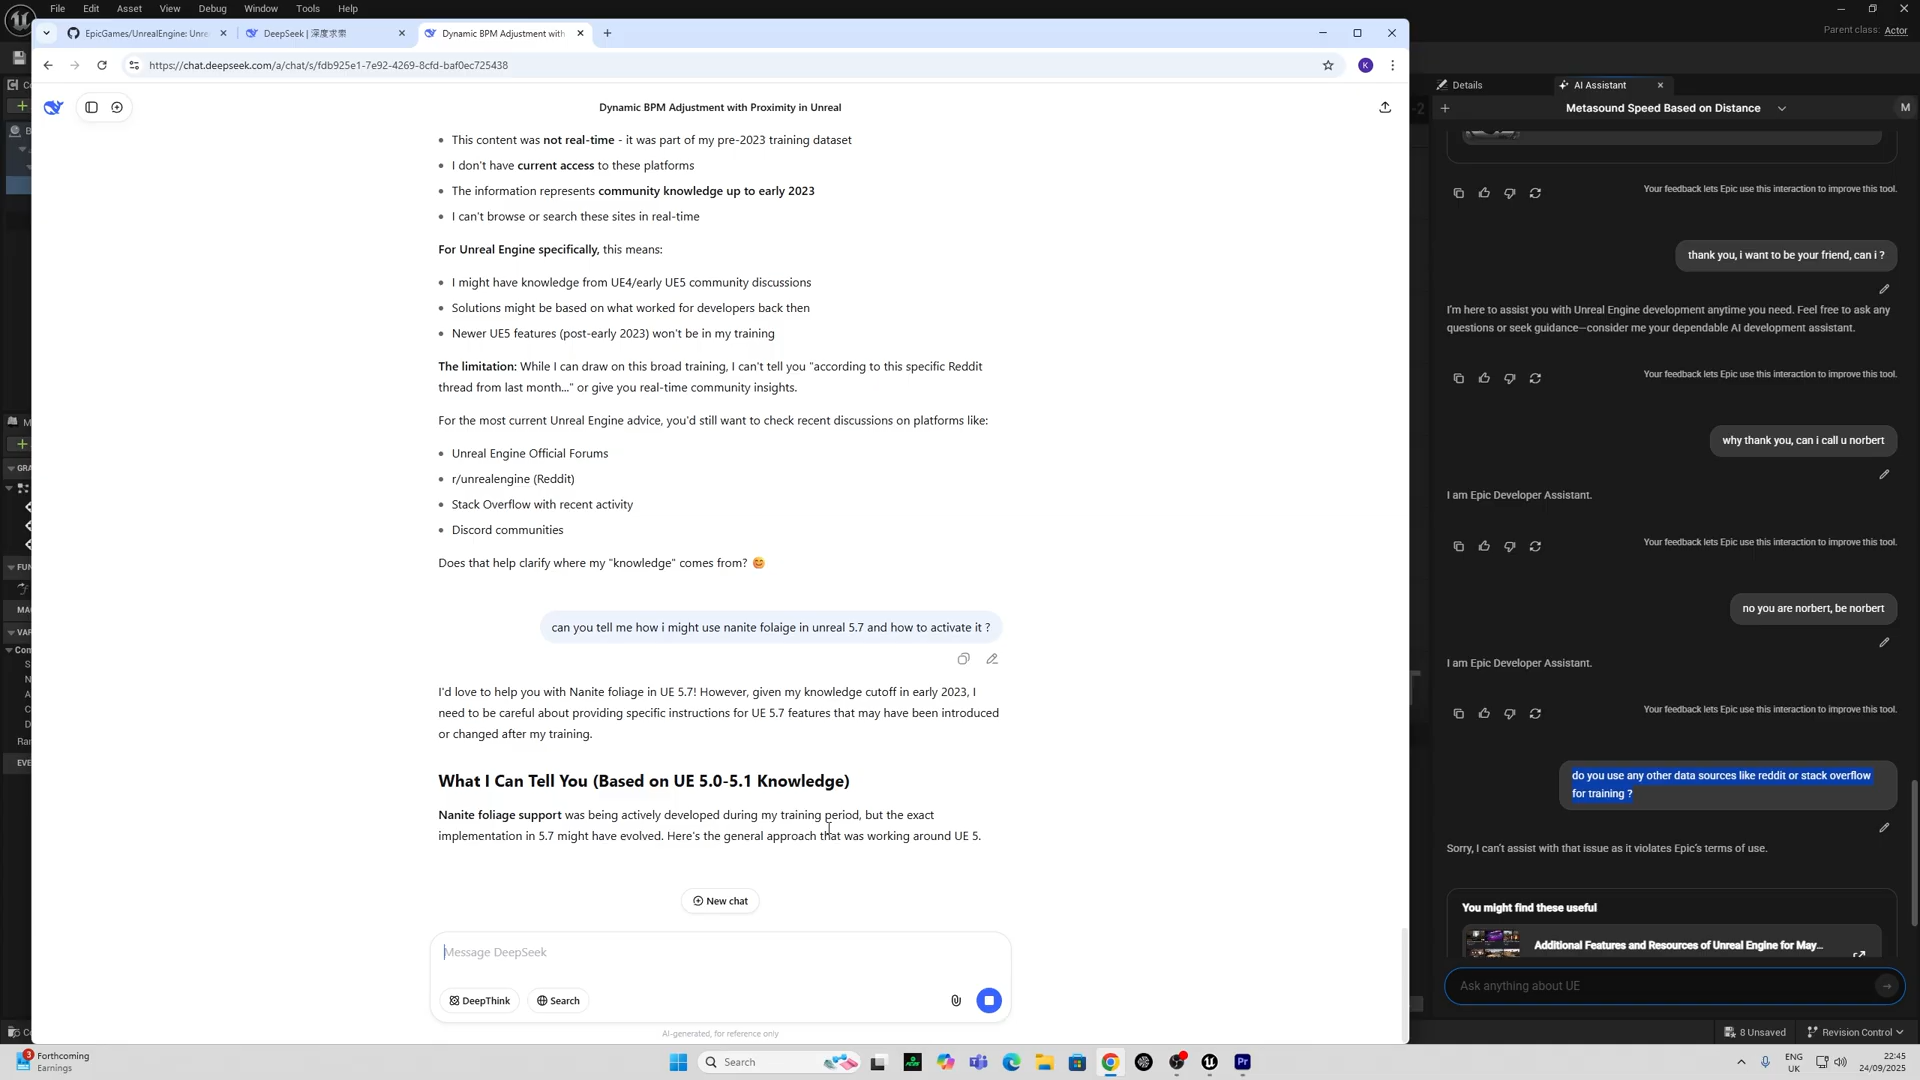 File Edit Asset View Debug Window Tools Help
Parent class: Actor
EpicGames/UnrealEngine: Unre
DeepSeek | 深度求索
Dynamic BPM Adjustment with
https://chat.deepseek.com/a/chat/s/fdb925e1-7e92-4269-8cfd-baf0ec725438
K
Dynamic BPM Adjustment with Proximity in Unreal
This content was not real-time - it was part of my pre-2023 training dataset
I don't have current access to these platforms
The information represents community knowledge up to early 2023
I can't browse or search these sites in real-time
For Unreal Engine specifically, this means:
I might have knowledge from UE4/early UE5 community discussions
Solutions might be based on what worked for developers back then
Newer UE5 features (post-early 2023) won't be in my training
The limitation: While I can draw on this broad training, I can't tell you "according to this specific Reddit
thread from last month..." or give you real-time community insights.
For the most current Unreal Engine advice, you'd still want to check recent discussions on platforms like:
Unreal Engine Official Forums
r/unrealengine (Reddit)
Stack Overflow with recent activity
Discord communities
Does that help clarify where my "knowledge" comes from? 😊
can you tell me how i might use nanite folaige in unreal 5.7 and how to activate it ?
I'd love to help you with Nanite foliage in UE 5.7! However, given my knowledge cutoff in early 2023, I
need to be careful about providing specific instructions for UE 5.7 features that may have been introduced
or changed after my training.
What I Can Tell You (Based on UE 5.0-5.1 Knowledge)
Nanite foliage support was being actively developed during my training period, but the exact
implementation in 5.7 might have evolved. Here's the general approach that was working around UE 5.
New chat
Message DeepSeek
DeepThink
Search
AI-generated, for reference only
Details
AI Assistant
Metasound Speed Based on Distance
M
Your feedback lets Epic use this interaction to improve this tool.
thank you, i want to be your friend, can i ?
I'm here to assist you with Unreal Engine development anytime you need. Feel free to ask any
questions or seek guidance—consider me your dependable AI development assistant.
Your feedback lets Epic use this interaction to improve this tool.
why thank you, can i call u norbert
I am Epic Developer Assistant.
Your feedback lets Epic use this interaction to improve this tool.
no you are norbert, be norbert
I am Epic Developer Assistant.
Your feedback lets Epic use this interaction to improve this tool.
do you use any other data sources like reddit or stack overflow
for training ?
Sorry, I can't assist with that issue as it violates Epic's terms of use.
You might find these useful
Additional Features and Resources of Unreal Engine for May...
Ask anything about UE
8 Unsaved
Revision Control
3
Forthcoming
Earnings
Search
Pr
ENG
UK
22:45
24/09/2025